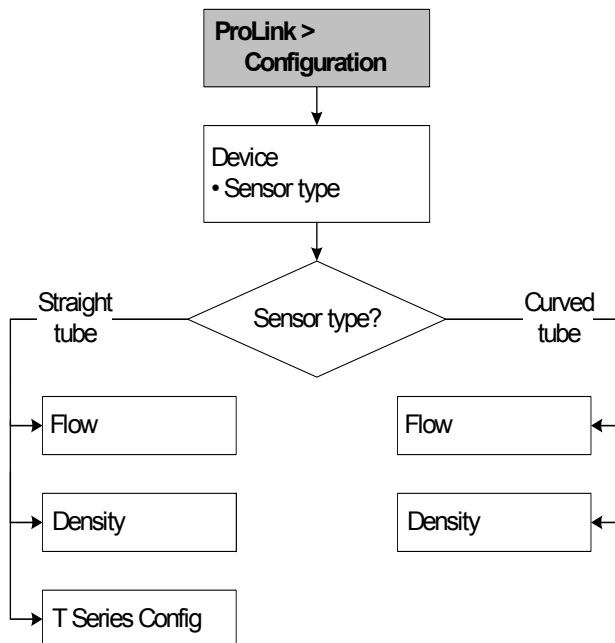 ProLink >
Configuration
Device
• Sensor type
Sensor type?
Straight
tube
Curved
tube
Flow
Density
T Series Config
Flow
Density